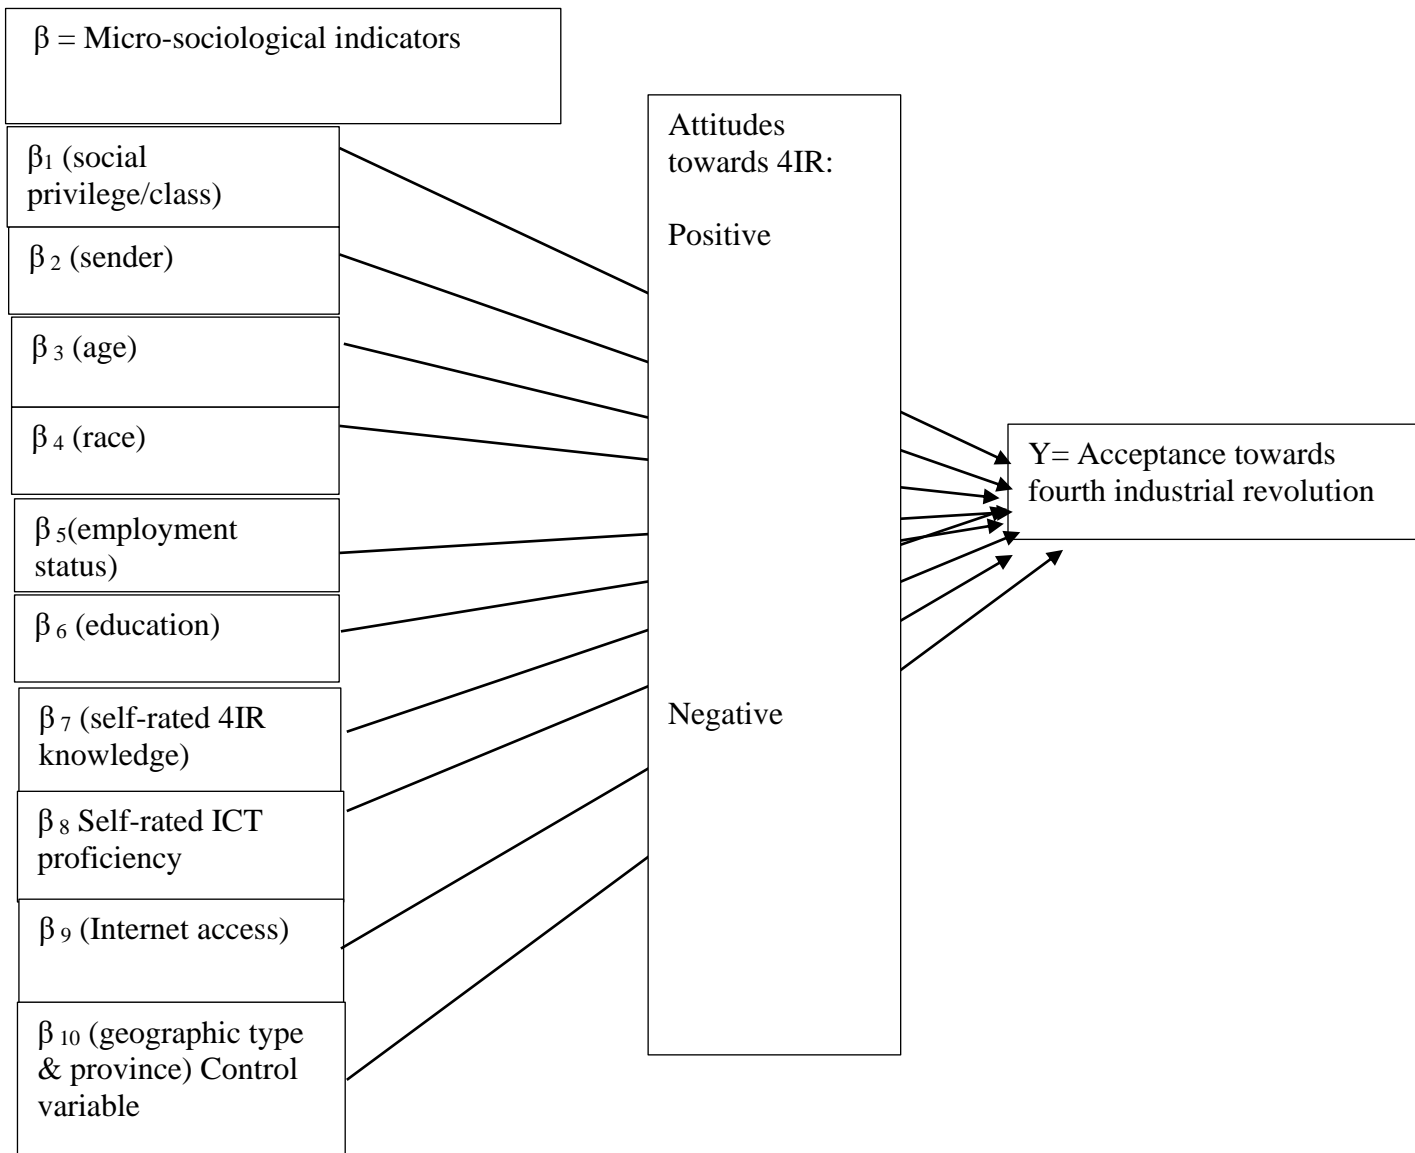 β = Micro-sociological indicators
β₁ (social
privilege/class)
β ₂ (sender)
β ₃ (age)
β ₄ (race)
β ₅(employment
status)
β ₆ (education)
β ₇ (self-rated 4IR
knowledge)
β ₈ Self-rated ICT
proficiency
β ₉ (Internet access)
β ₁₀ (geographic type
& province) Control
variable
Attitudes
towards 4IR:
Positive
Negative
Y= Acceptance towards
fourth industrial revolution